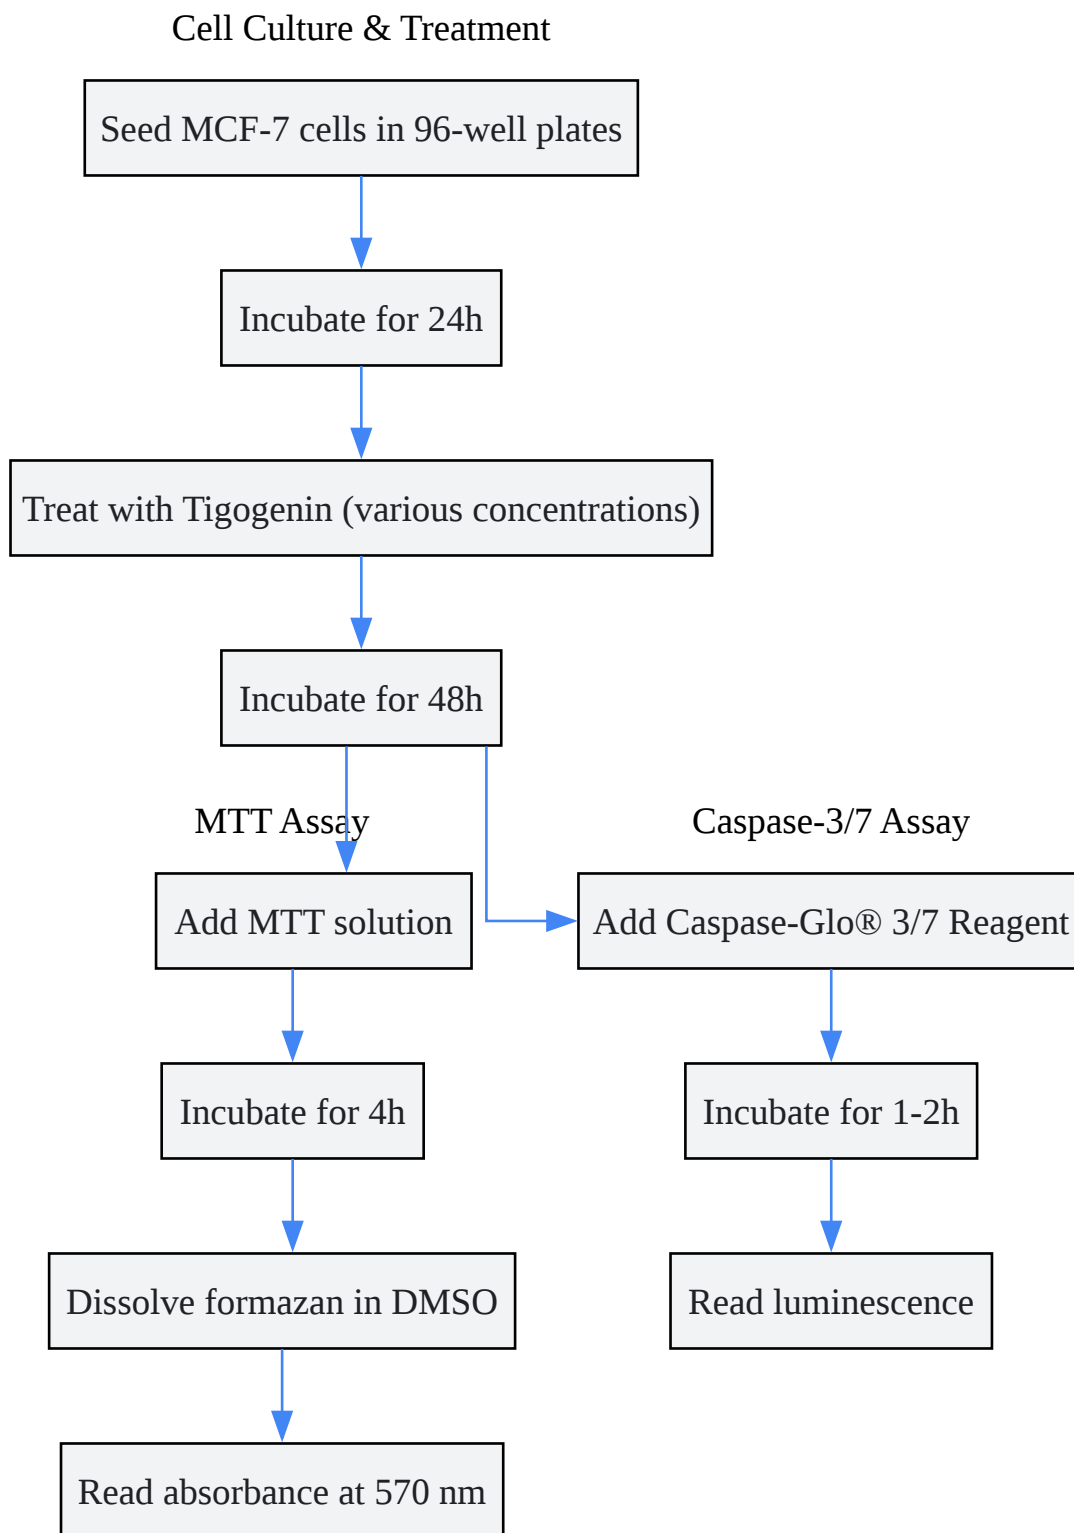 Cell Culture & Treatment
Seed MCF-7 cells in 96-well plates
Incubate for 24h
Treat with Tigogenin (various concentrations)
Incubate for 48h
MTT Assay
Add MTT solution
Incubate for 4h
Dissolve formazan in DMSO
Read absorbance at 570 nm
Caspase-3/7 Assay
Add Caspase-Glo® 3/7 Reagent
Incubate for 1-2h
Read luminescence